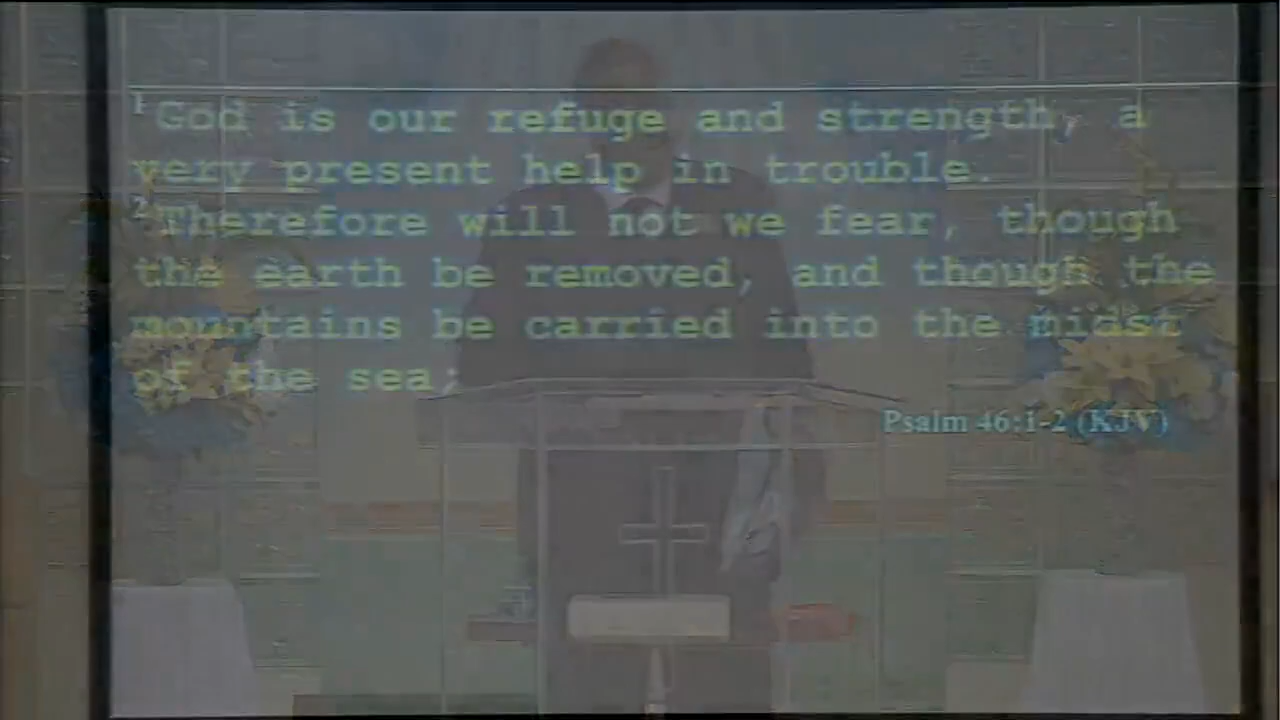 1God is our refuge and strength, a
very present help in trouble.
2Therefore will not we fear, though
the earth be removed, and though the
mountains be carried into the midst
of the sea:
Psalm 46:1-2 (KJV)